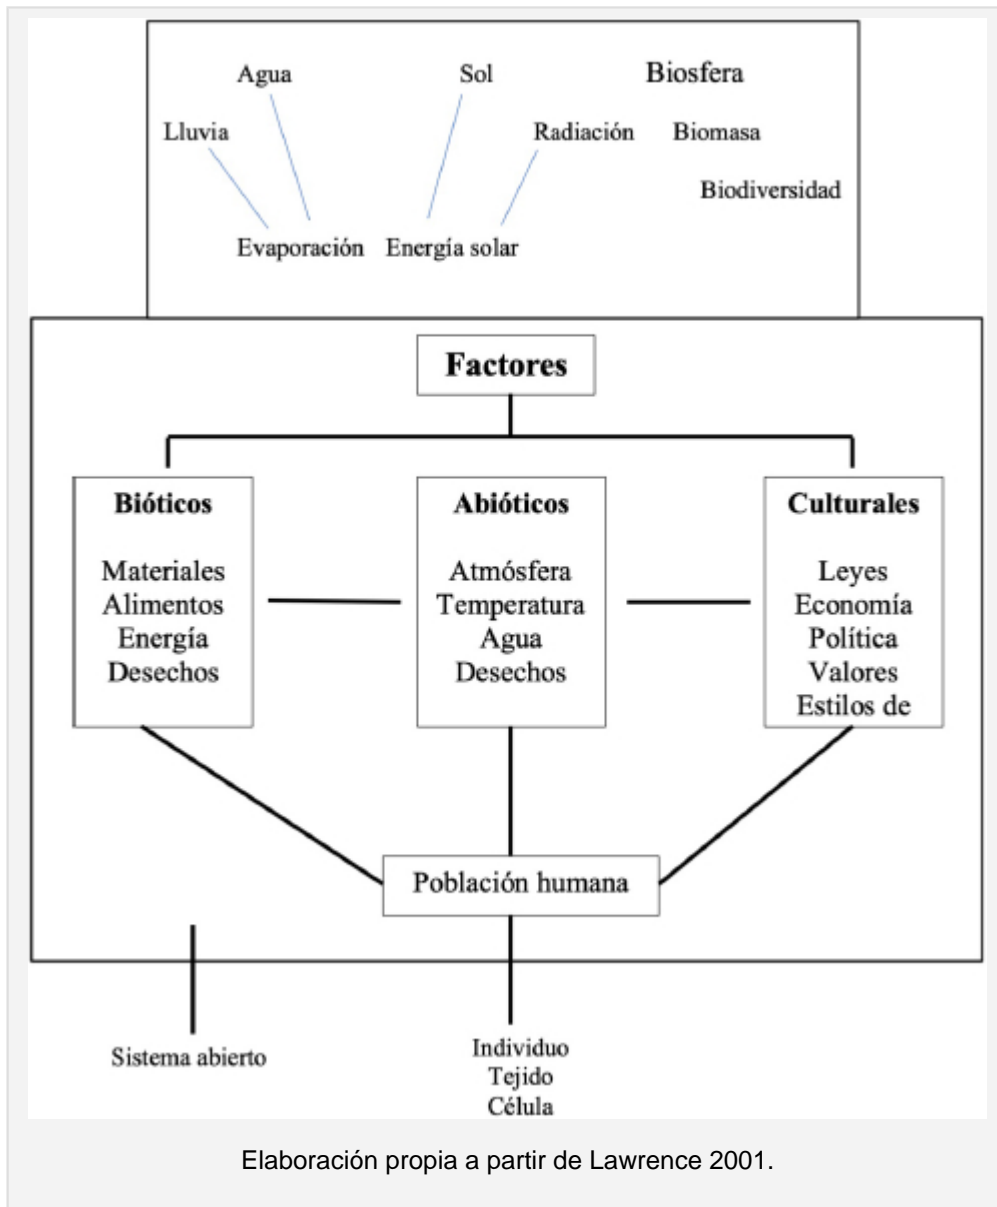 Agua Sol Biosfera
Lluvia Radiación Biomasa
Biodiversidad
Evaporación Energía solar
Factores
Bióticos
Materiales
Alimentos
Energía
Desechos
Abióticos
Atmósfera
Temperatura
Agua
Desechos
Culturales
Leyes
Economía
Política
Valores
Estilos de
Población humana
Sistema abierto
Individuo
Tejido
Célula
Elaboración propia a partir de Lawrence 2001.